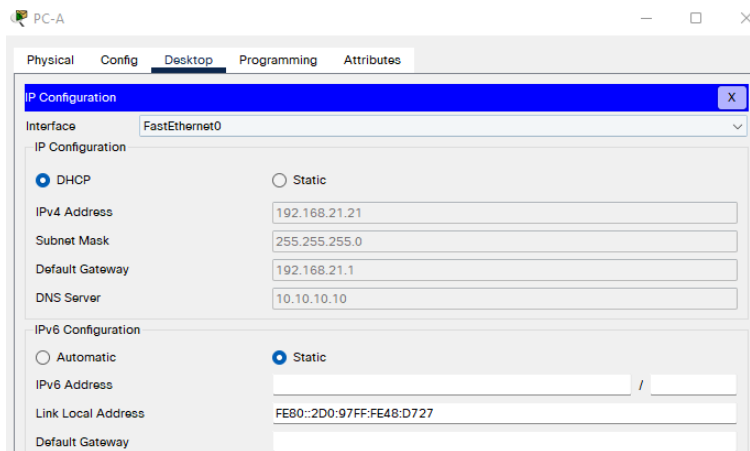 PC-A
Physical Config Desktop Programming Attributes
IP Configuration X
Interface FastEthernet0
IP Configuration
DHCP Static
IPv4 Address 192.168.21.21
Subnet Mask 255.255.255.0
Default Gateway 192.168.21.1
DNS Server 10.10.10.10
IPv6 Configuration
Automatic Static
IPv6 Address /
Link Local Address FE80::2D0:97FF:FE48:D727
Default Gateway